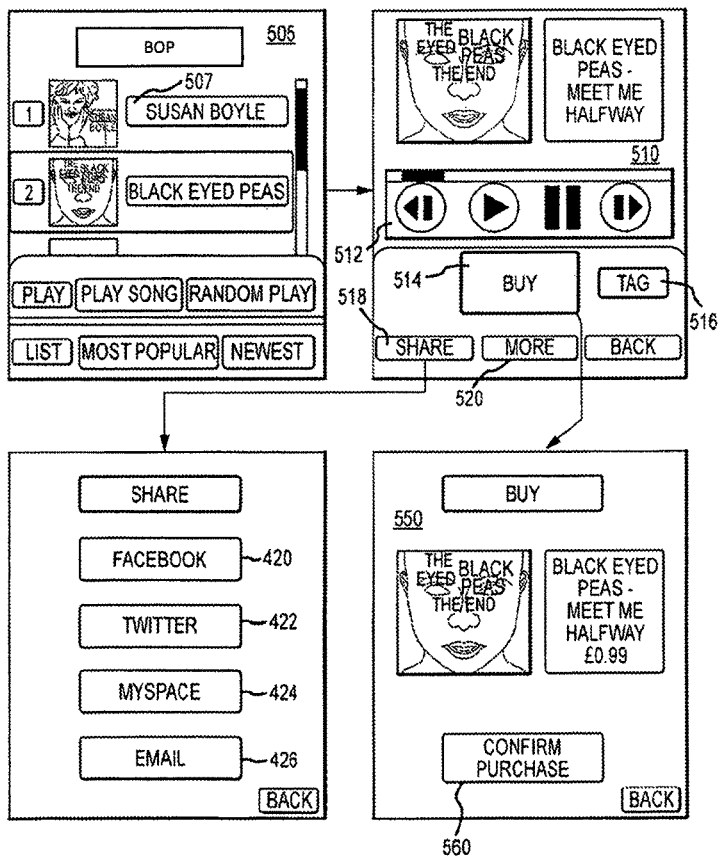 BOP
505
507
1
SUSAN BOYLE
SUSAN
BOYLE
2
THE
EYED BLACK
PEAS
THE END
BLACK EYED PEAS
PLAY
PLAY SONG
RANDOM PLAY
LIST
MOST POPULAR
NEWEST
THE
EYED BLACK
PEAS
THE END
BLACK EYED
PEAS -
MEET ME
HALFWAY
510
512
514
BUY
TAG
516
518
SHARE
MORE
BACK
520
SHARE
FACEBOOK
420
TWITTER
422
MYSPACE
424
EMAIL
426
BACK
BUY
550
THE
EYED BLACK
PEAS
THE END
BLACK EYED
PEAS -
MEET ME
HALFWAY
£0.99
CONFIRM
PURCHASE
560
BACK